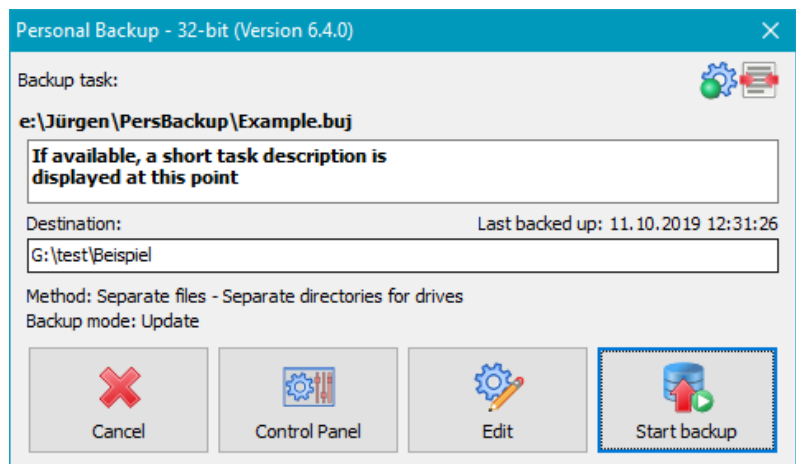 Personal Backup - 32-bit (Version 6.4.0)
Backup task:
e:\Jürgen\PersBackup\Example.buj
If available, a short task description is
displayed at this point
Destination:
Last backed up: 11.10.2019 12:31:26
G:\test\Beispiel
Method: Separate files - Separate directories for drives
Backup mode: Update
Cancel
Control Panel
Edit
Start backup